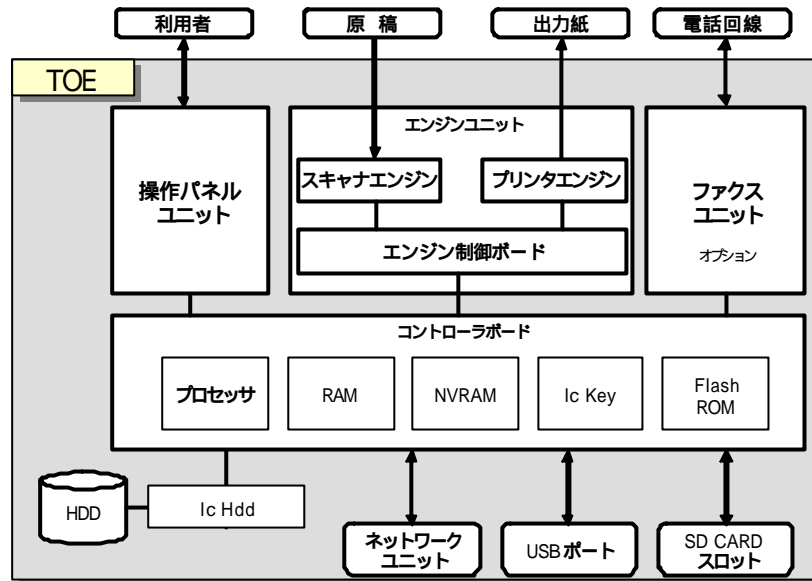 利用者
原 稿
出力紙
電話回線
TOE
操作パネル
ユニット
エンジンユニット
スキャナエンジン
プリンタエンジン
エンジン制御ボード
ファクス
ユニット
オプション
コントローラボード
プロセッサ
RAM
NVRAM
Ic Key
Flash
ROM
HDD
Ic Hdd
ネットワーク
ユニット
USBポート
SD CARD
スロット